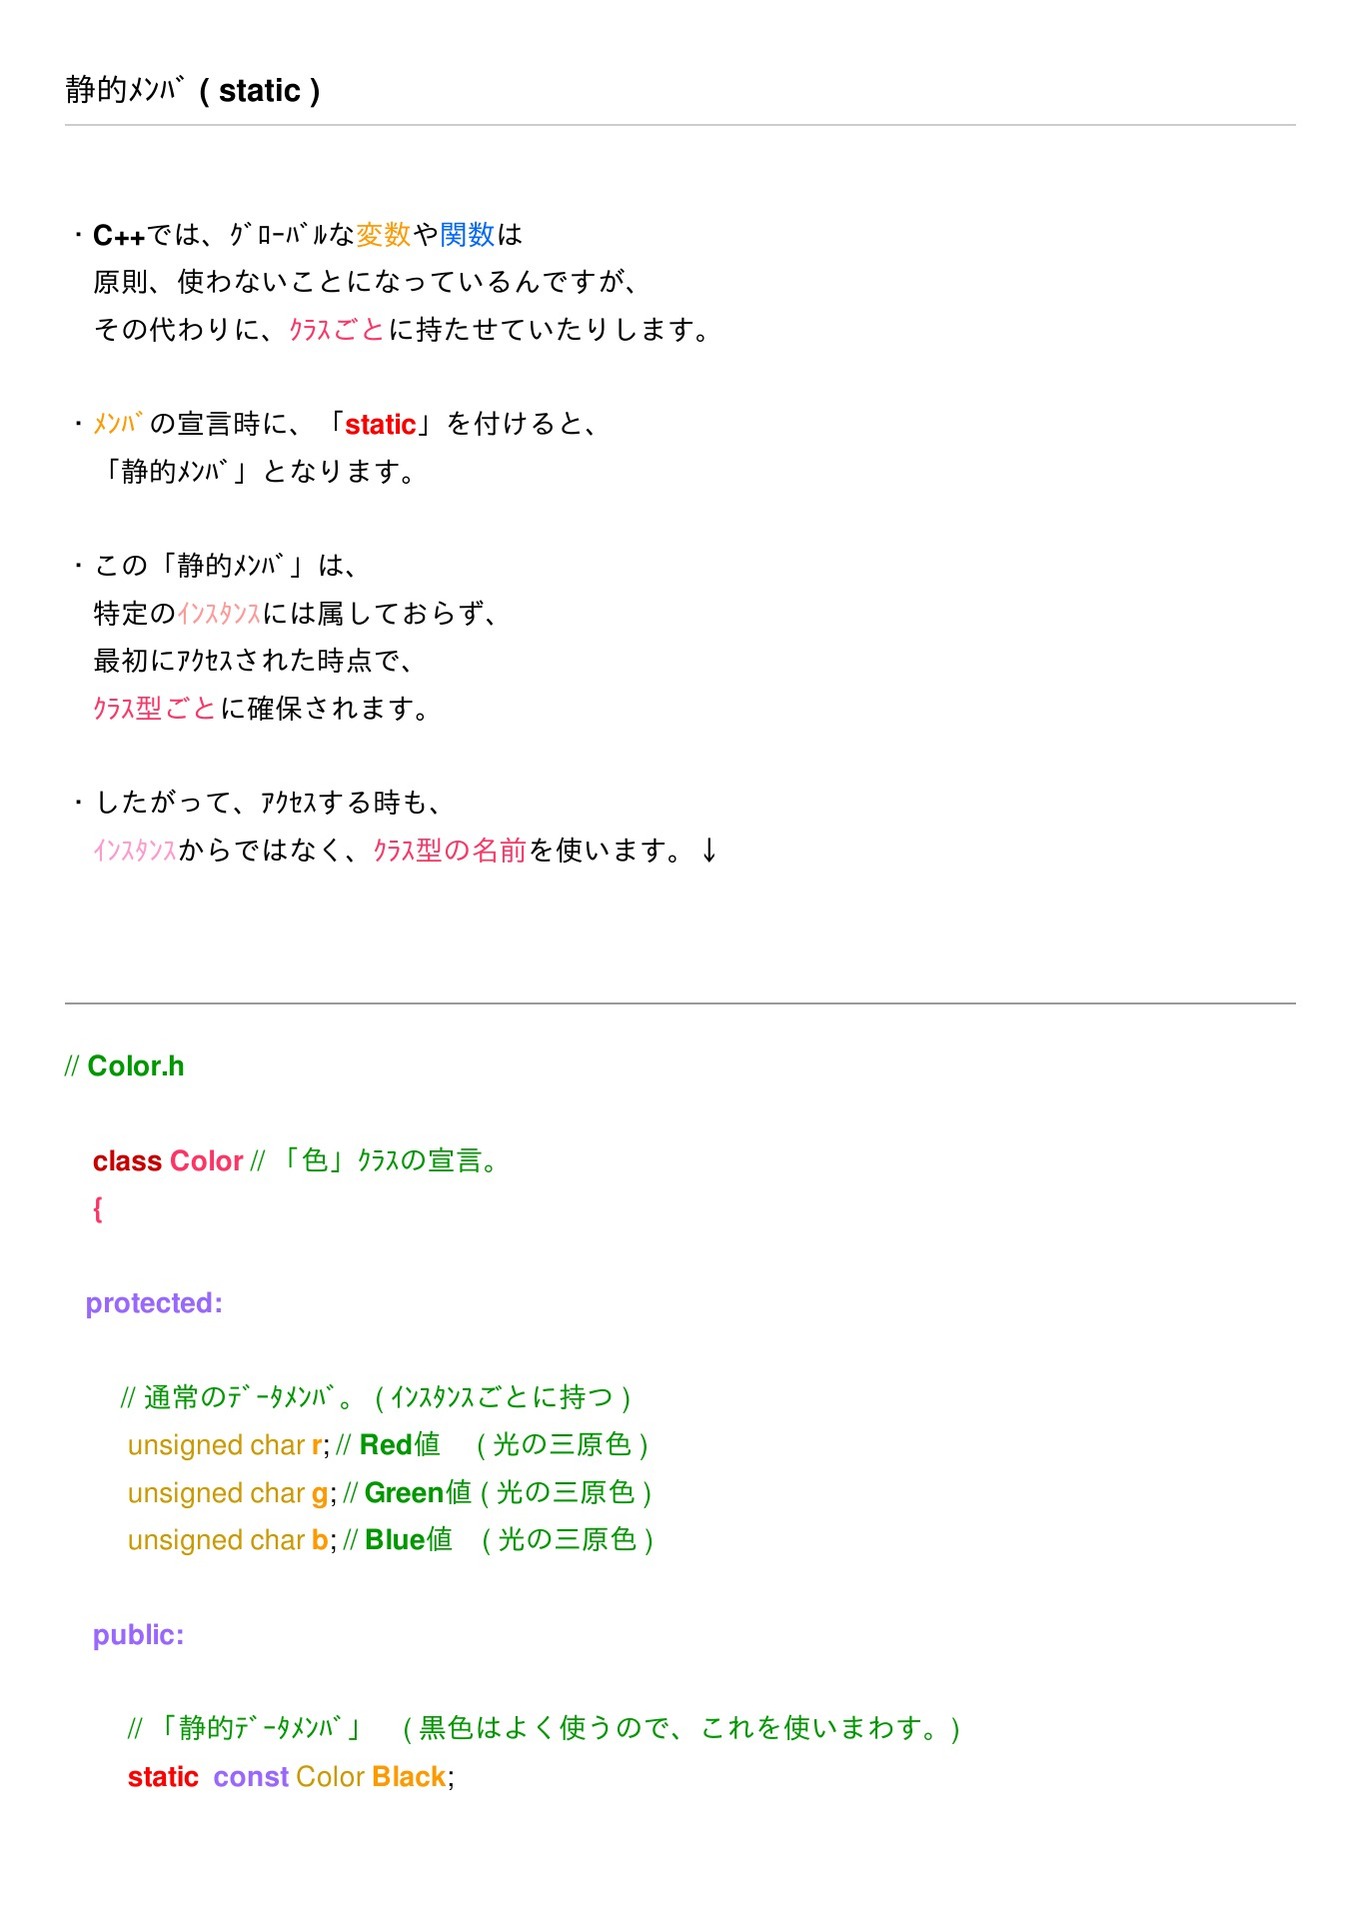 静的ﾒﾝﾊﾞ ( static )
・C++では、ｸﾞﾛｰﾊﾞﾙな変数や関数は
原則、使わないことになっているんですが、
その代わりに、ｸﾗｽごとに持たせていたりします。
・ﾒﾝﾊﾞの宣言時に、「static」を付けると、
「静的ﾒﾝﾊﾞ」となります。
・この「静的ﾒﾝﾊﾞ」は、
特定のｲﾝｽﾀﾝｽには属しておらず、
最初にｱｸｾｽされた時点で、
ｸﾗｽ型ごとに確保されます。
・したがって、ｱｸｾｽする時も、
ｲﾝｽﾀﾝｽからではなく、ｸﾗｽ型の名前を使います。↓
// Color.h
class Color // 「色」ｸﾗｽの宣言。
{
protected:
// 通常のﾃﾞｰﾀﾒﾝﾊﾞ。 ( ｲﾝｽﾀﾝｽごとに持つ )
unsigned char r; // Red値　( 光の三原色 )
unsigned char g; // Green値 ( 光の三原色 )
unsigned char b; // Blue値　( 光の三原色 )
public:
// 「静的ﾃﾞｰﾀﾒﾝﾊﾞ」　( 黒色はよく使うので、これを使いまわす。)
static const Color Black;